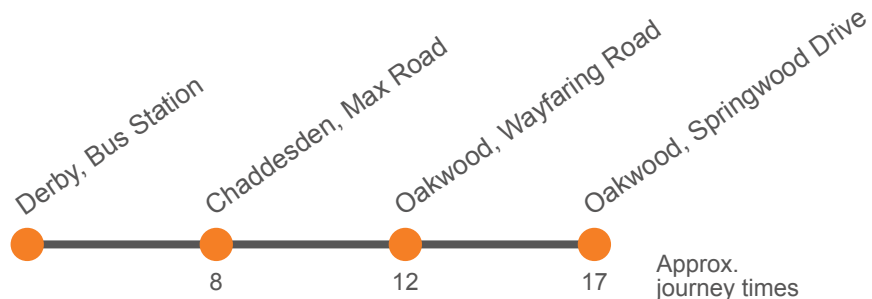 Derby, Bus Station
Chaddesden, Max Road
Oakwood, Wayfaring Road
Oakwood, Springwood Drive
8
12
17
Approx.
journey times